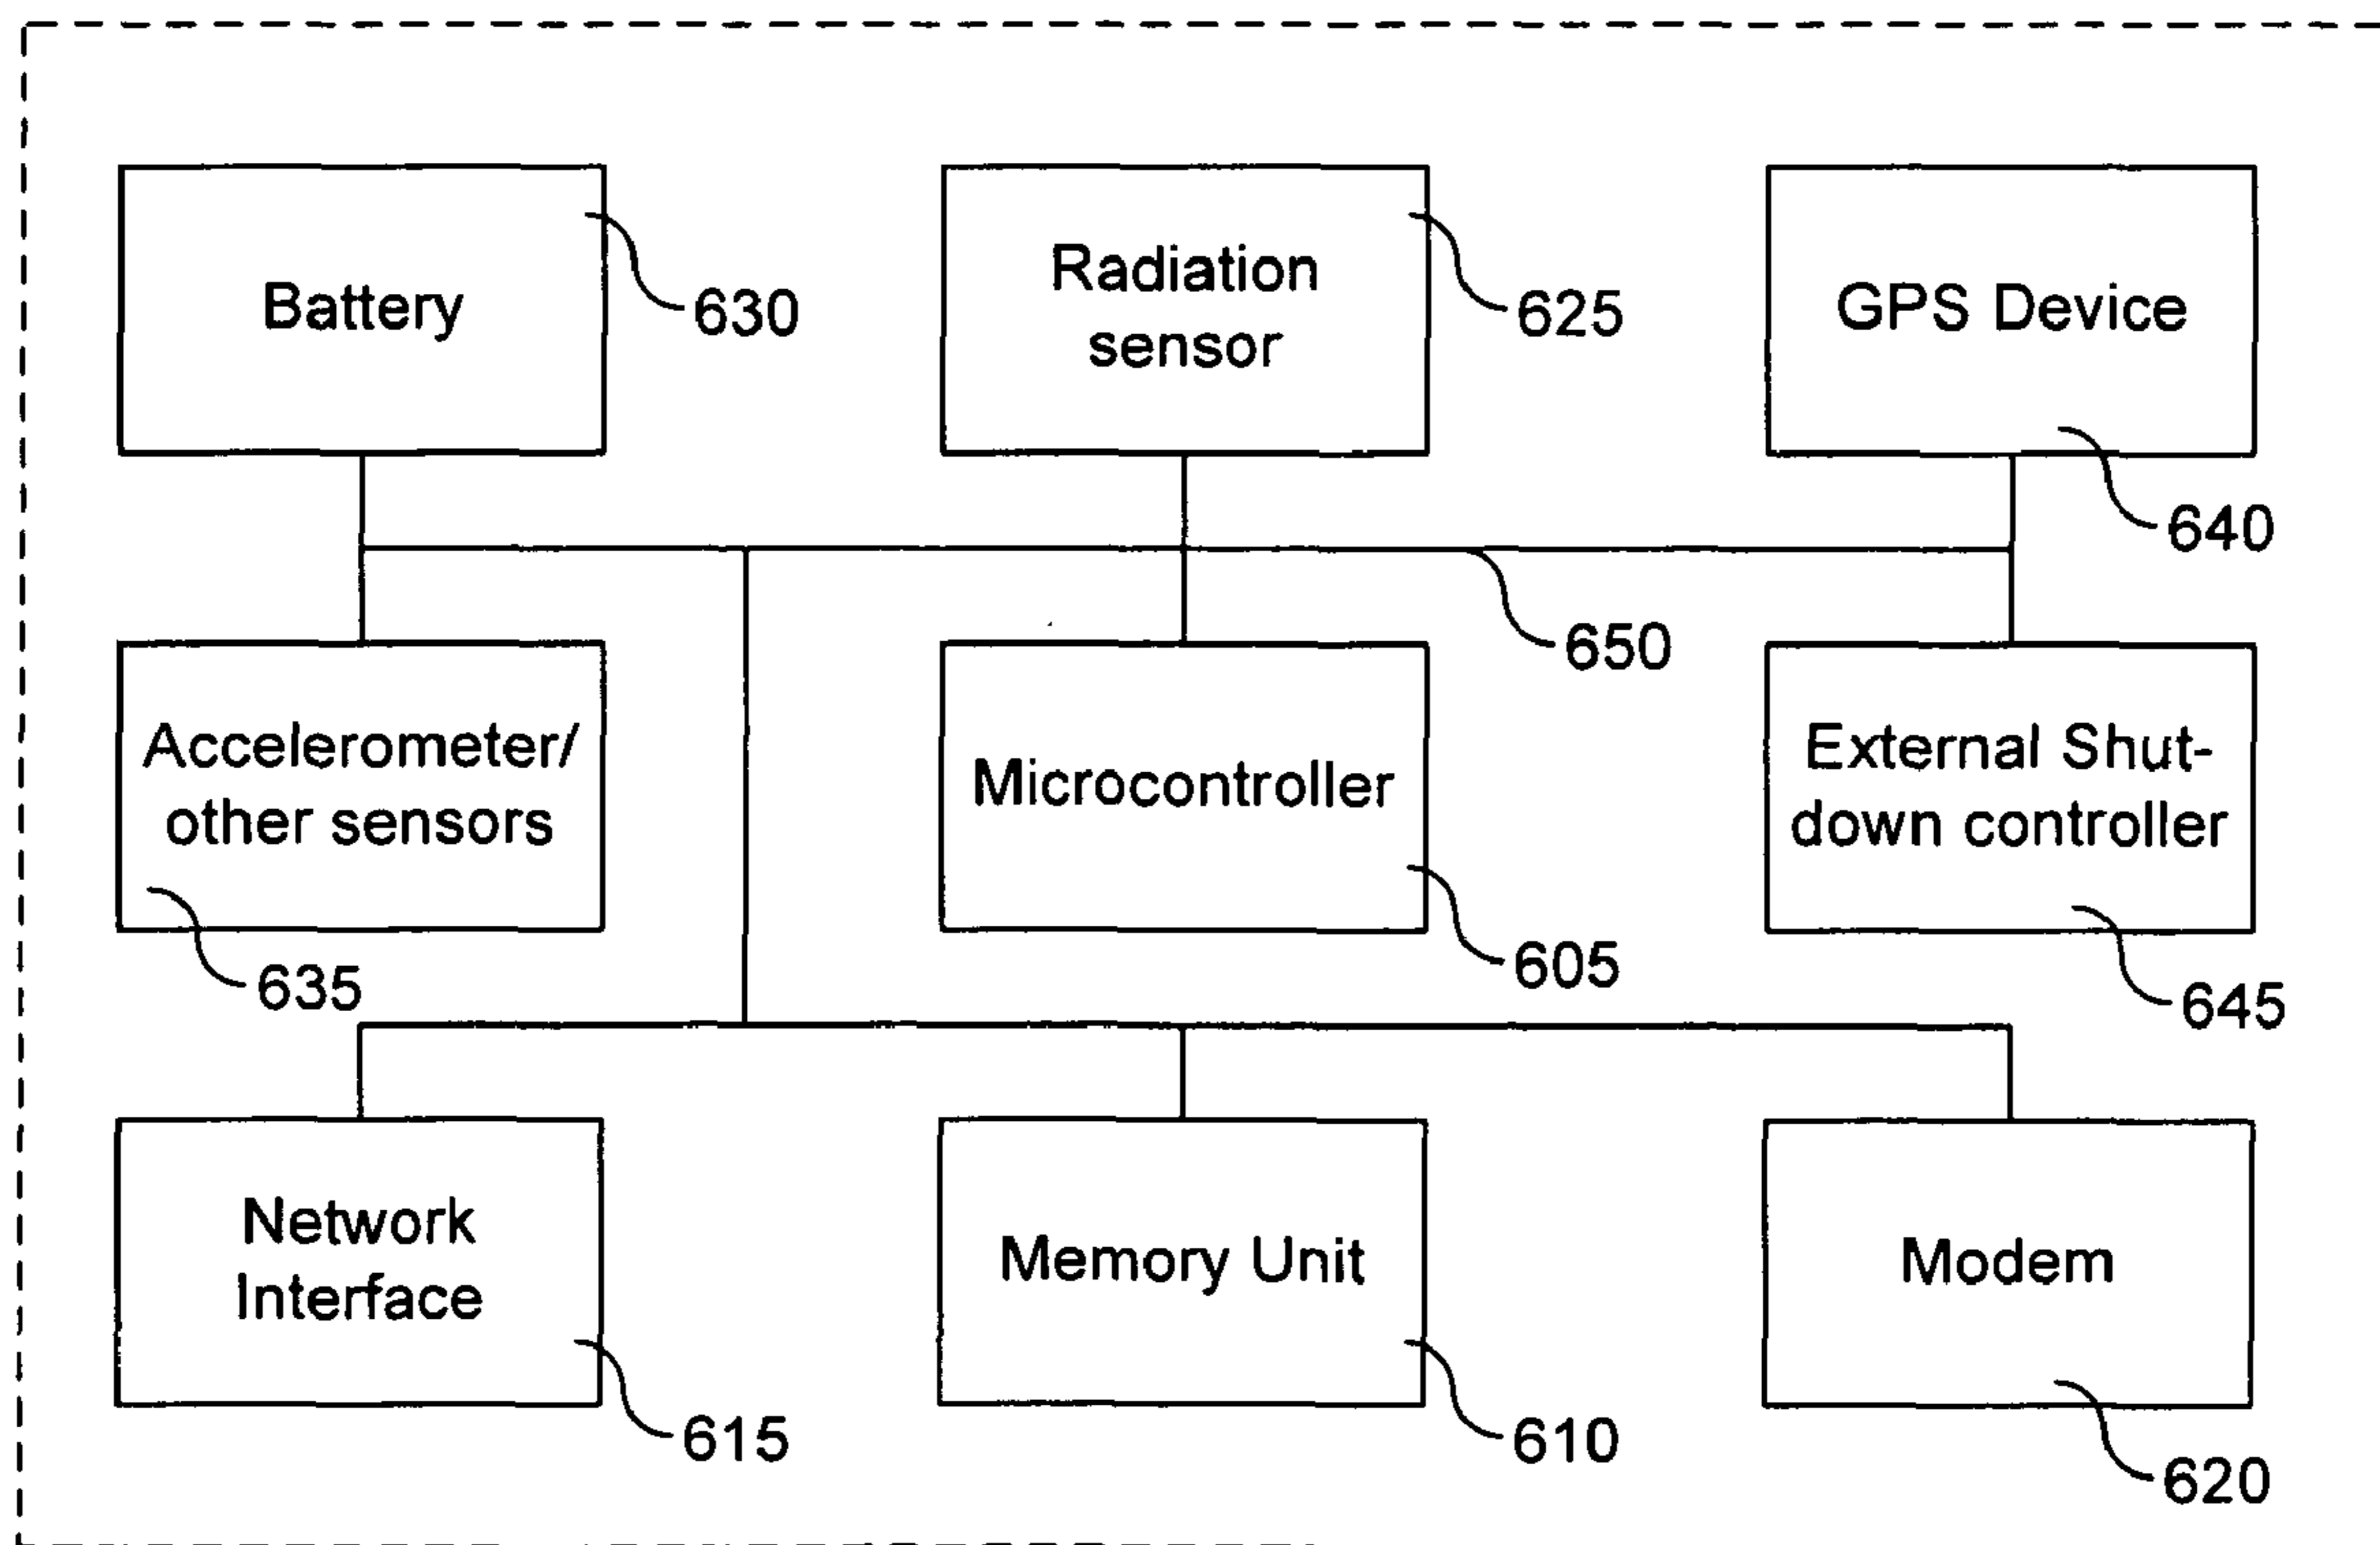 Battery
630
Radiation
sensor
625
GPS Device
640
650
Accelerometer/
other sensors
635
Microcontroller
605
External Shut-
down controller
645
Network
Interface
615
Memory Unit
610
Modem
620